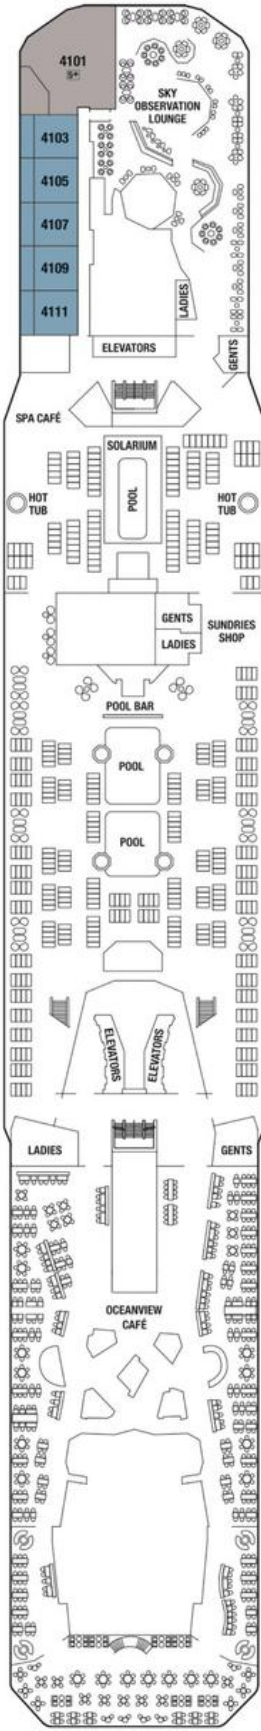 4101
S+
SKY
OBSERVATION
LOUNGE
4103
4105
4107
4109
4111
LADIES
ELEVATORS
GENTS
SPA CAFÉ
SOLARIUM
POOL
HOT
TUB
HOT
TUB
GENTS
LADIES
SUNDRIES
SHOP
POOL BAR
POOL
POOL
ELEVATORS
ELEVATORS
LADIES
GENTS
OCEANVIEW
CAFÉ